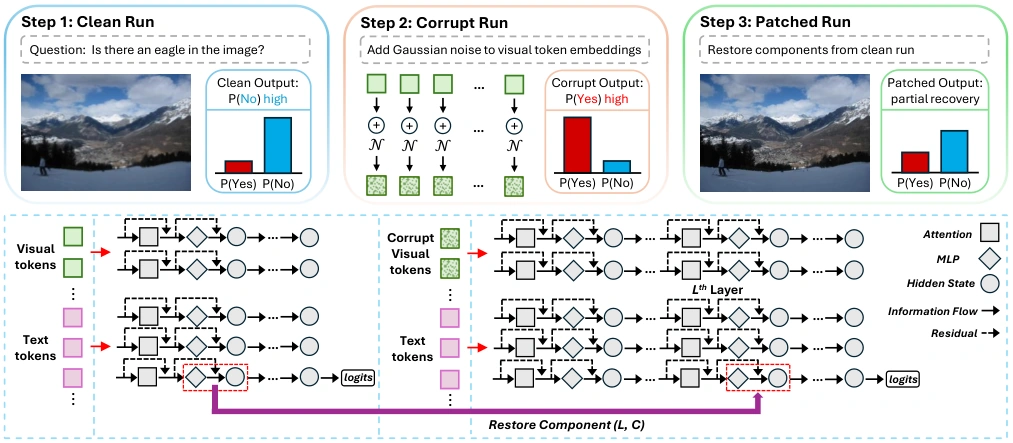 Step 1: Clean Run
Question: Is there an eagle in the image?
Clean Output:
P(No) high
P(Yes) P(No)
Step 2: Corrupt Run
Add Gaussian noise to visual token embeddings
...
+ + + ... +
𝒩 𝒩 𝒩 𝒩
...
Corrupt Output:
P(Yes) high
P(Yes) P(No)
Step 3: Patched Run
Restore components from clean run
Patched Output:
partial recovery
P(Yes) P(No)
Visual
tokens
Text
tokens
logits
Corrupt
Visual
tokens
Text
tokens
Lth Layer
logits
Attention
MLP
Hidden State
Information Flow
Residual
Restore Component (L, C)